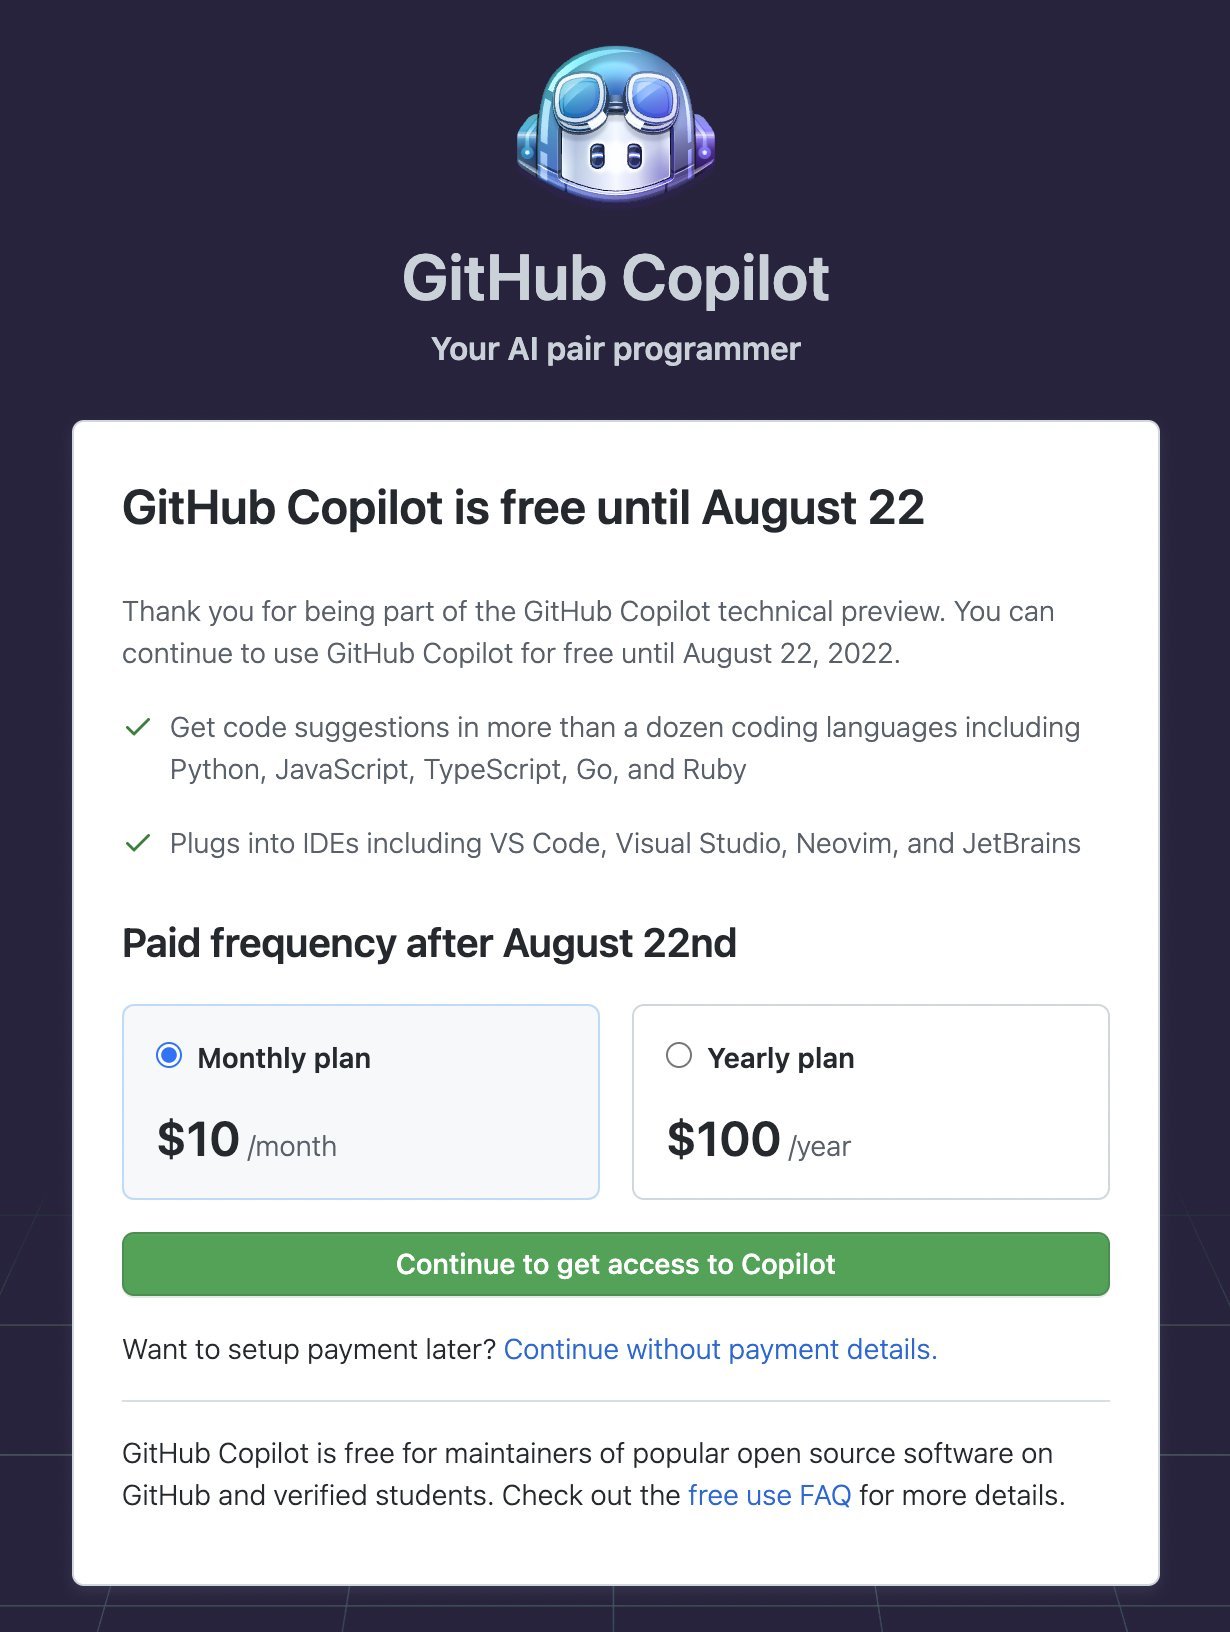 GitHub Copilot
Your AI pair programmer
GitHub Copilot is free until August 22
Thank you for being part of the GitHub Copilot technical preview. You can
continue to use GitHub Copilot for free until August 22, 2022.
Get code suggestions in more than a dozen coding languages including
Python, JavaScript, TypeScript, Go, and Ruby
Plugs into IDEs including VS Code, Visual Studio, Neovim, and JetBrains
Paid frequency after August 22nd
Monthly plan
$10 /month
Yearly plan
$100 /year
Continue to get access to Copilot
Want to setup payment later? Continue without payment details.
GitHub Copilot is free for maintainers of popular open source software on
GitHub and verified students. Check out the free use FAQ for more details.